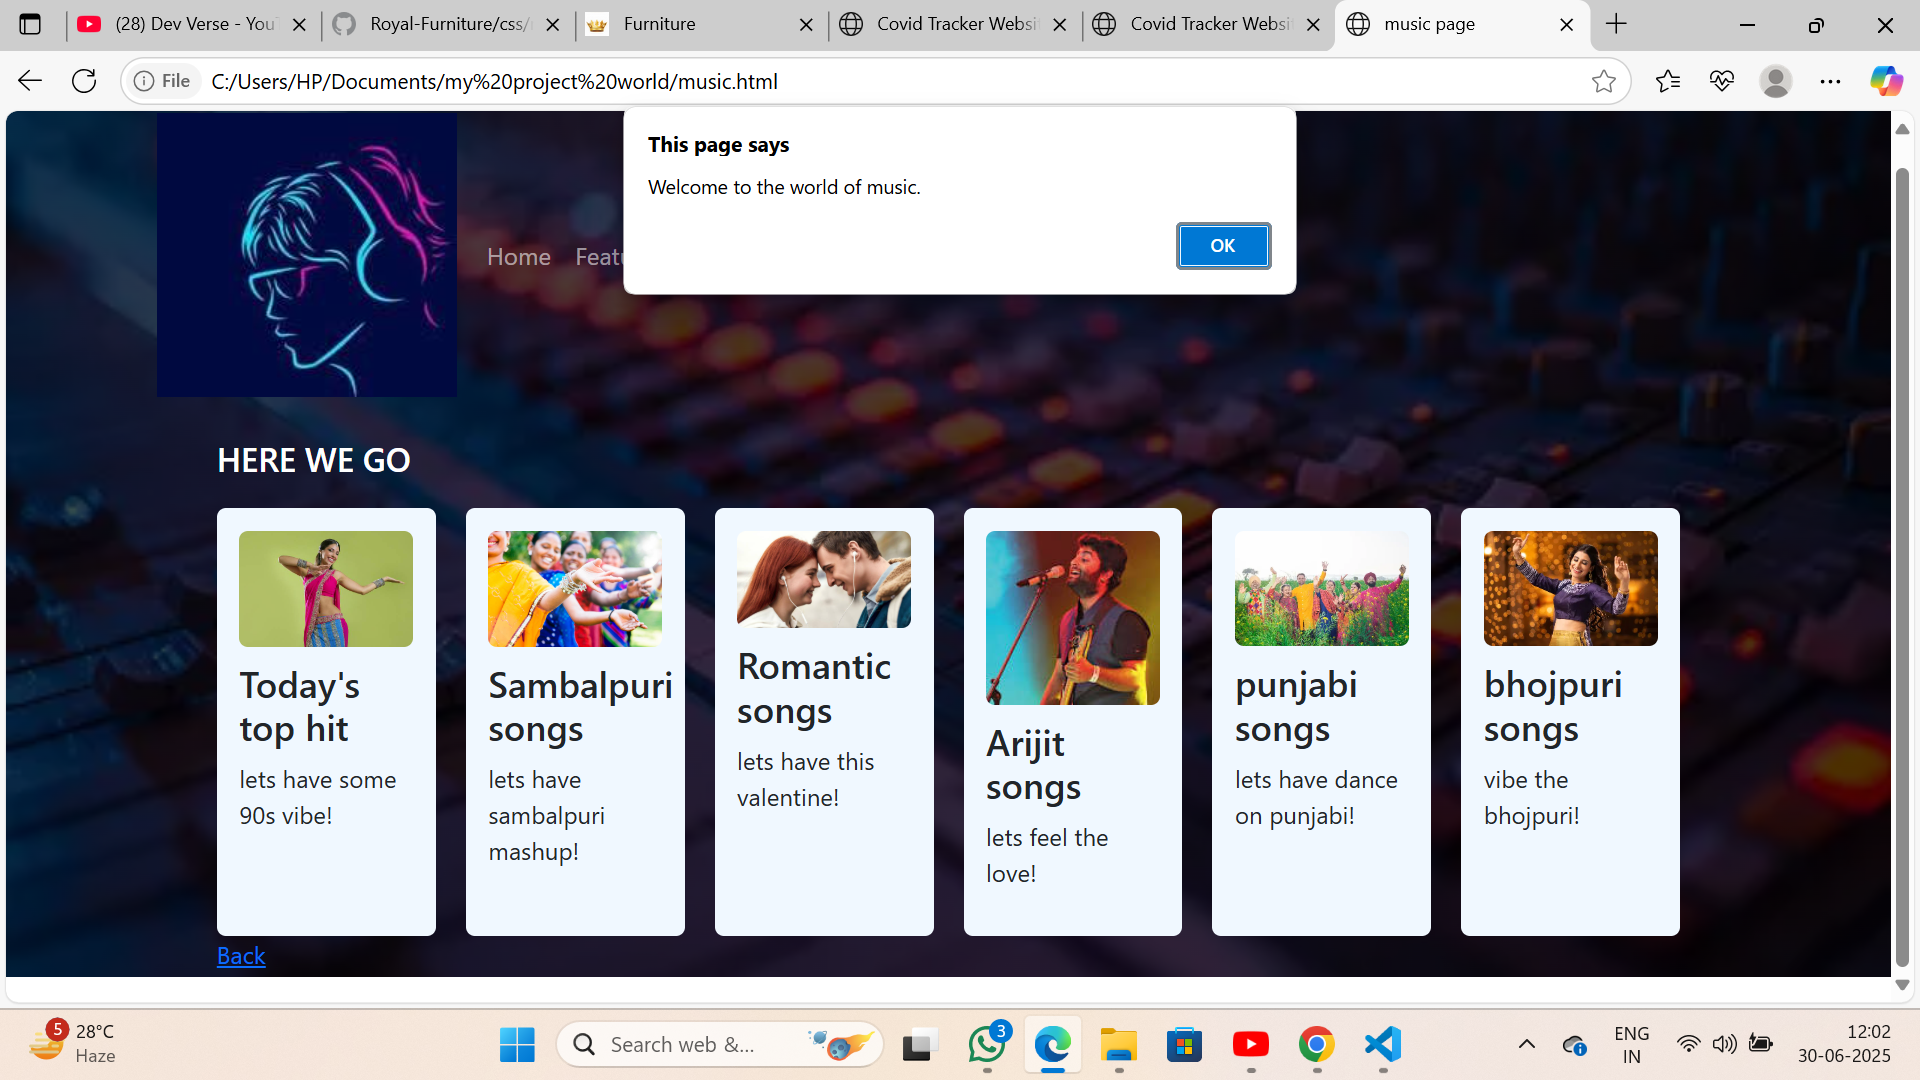 (28) Dev Verse - You
Royal-Furniture/css/
Furniture
Covid Tracker Websi
Covid Tracker Websi
music page
File
C:/Users/HP/Documents/my%20project%20world/music.html
This page says
Welcome to the world of music.
OK
Home
Featu
HERE WE GO
Today's
top hit
lets have some
90s vibe!
Sambalpuri
songs
lets have
sambalpuri
mashup!
Romantic
songs
lets have this
valentine!
Arijit
songs
lets feel the
love!
punjabi
songs
lets have dance
on punjabi!
bhojpuri
songs
vibe the
bhojpuri!
Back
5
28°C
Haze
Search web &...
3
ENG
IN
12:02
30-06-2025